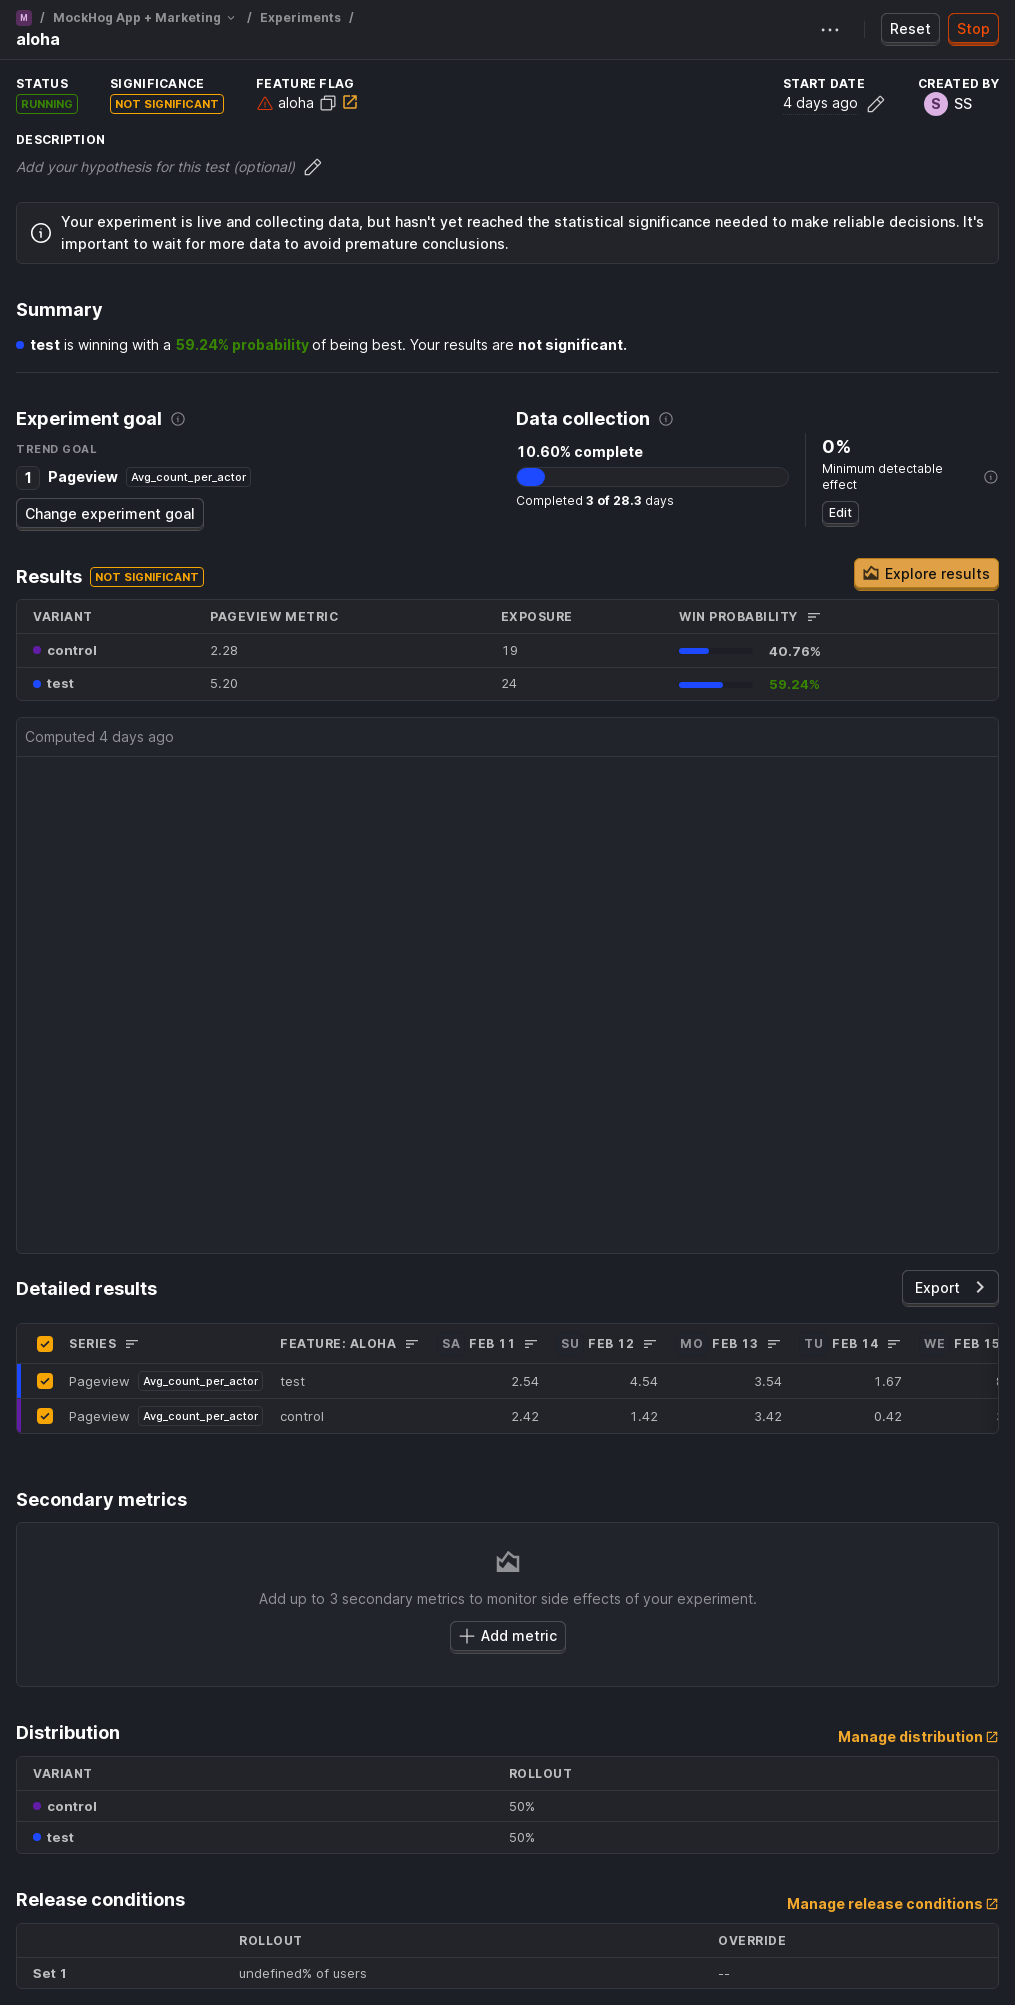 M / MockHog App + Marketing / Experiments /
aloha
Reset Stop
STATUS SIGNIFICANCE FEATURE FLAG START DATE CREATED BY
RUNNING NOT SIGNIFICANT aloha 4 days ago S SS
DESCRIPTION
Add your hypothesis for this test (optional)
Your experiment is live and collecting data, but hasn't yet reached the statistical significance needed to make reliable decisions. It's
important to wait for more data to avoid premature conclusions.
Summary
test is winning with a 59.24% probability of being best. Your results are not significant.
Experiment goal
TREND GOAL
1 Pageview Avg_count_per_actor
Change experiment goal
Data collection
10.60% complete
Completed 3 of 28.3 days
0%
Minimum detectable
effect
Edit
Results NOT SIGNIFICANT
Explore results
VARIANT PAGEVIEW METRIC EXPOSURE WIN PROBABILITY
control 2.28 19 40.76%
test 5.20 24 59.24%
Computed 4 days ago
Detailed results
Export
SERIES FEATURE: ALOHA SA FEB 11 SU FEB 12 MO FEB 13 TU FEB 14 WE FEB 15
Pageview Avg_count_per_actor test 2.54 4.54 3.54 1.67
Pageview Avg_count_per_actor control 2.42 1.42 3.42 0.42
Secondary metrics
Add up to 3 secondary metrics to monitor side effects of your experiment.
Add metric
Distribution
Manage distribution
VARIANT ROLLOUT
control 50%
test 50%
Release conditions
Manage release conditions
ROLLOUT OVERRIDE
Set 1 undefined% of users --